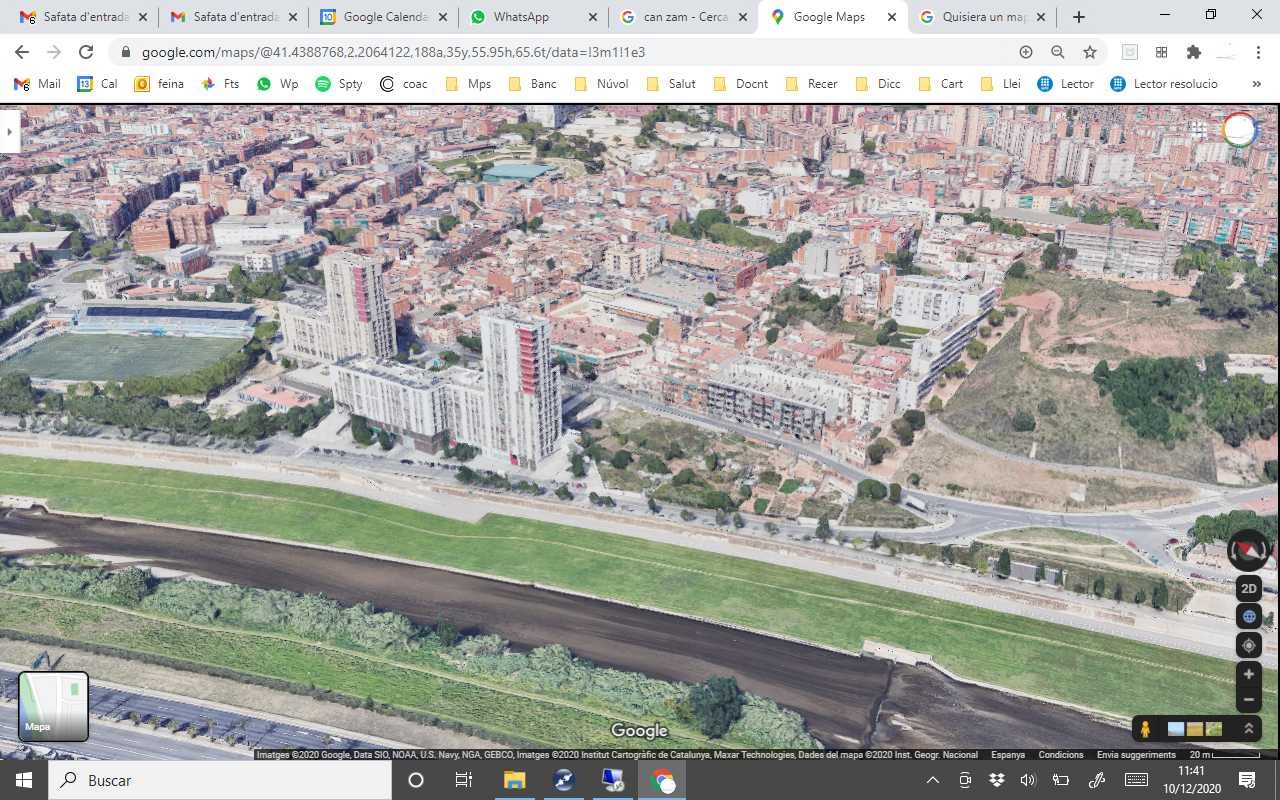 Safata d'entrada
Safata d'entrada
Google Calenda
WhatsApp
can zam - Cerca
Google Maps
Quisiera un map
google.com/maps/@41.4388768,2.2064122,188a,35y,55.95h,65.6t/data=!3m1!1e3
Mail
Cal
feina
Fts
Wp
Spty
coac
Mps
Banc
Núvol
Salut
Docnt
Recer
Dicc
Cart
Llei
Lector
Lector resolucio
2D
Mapa
Google
Imatges ©2020 Google, Data SIO, NOAA, U.S. Navy, NGA, GEBCO, Imatges ©2020 Institut Cartogràfic de Catalunya, Maxar Technologies, Dades del mapa ©2020 Inst. Geogr. Nacional
Espanya
Condicions
Envia suggeriments
20 m
Buscar
11:41
10/12/2020